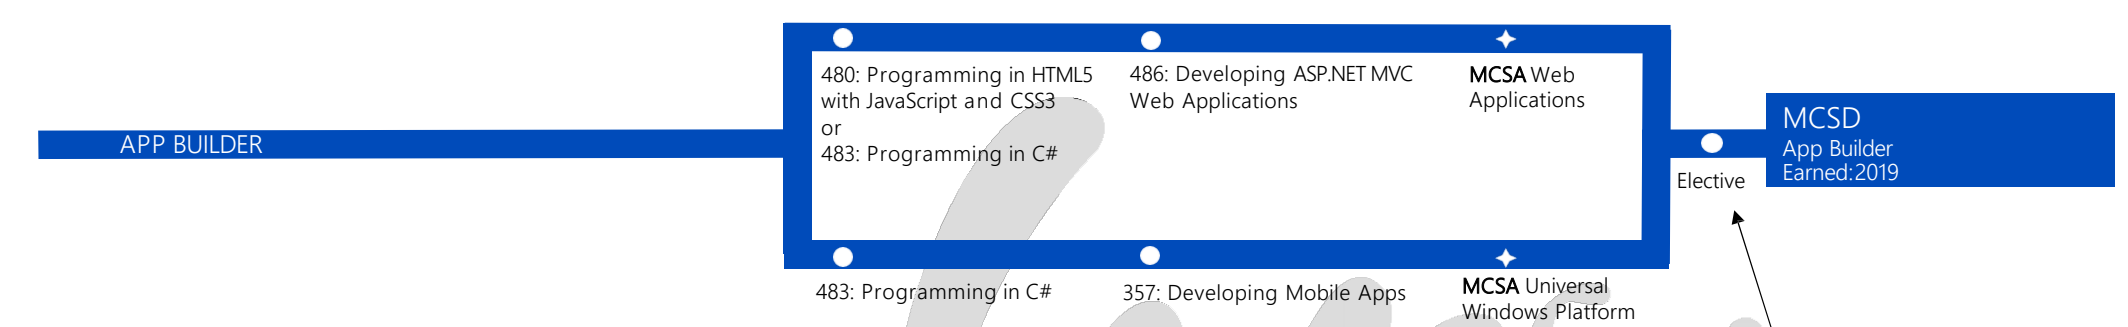 APP BUILDER
480: Programming in HTML5
with JavaScript and CSS3
or
483: Programming in C#
486: Developing ASP.NET MVC
Web Applications
MCSA Web
Applications
483: Programming in C#
357: Developing Mobile Apps
MCSA Universal
Windows Platform
Elective
MCSD
App Builder
Earned:2019